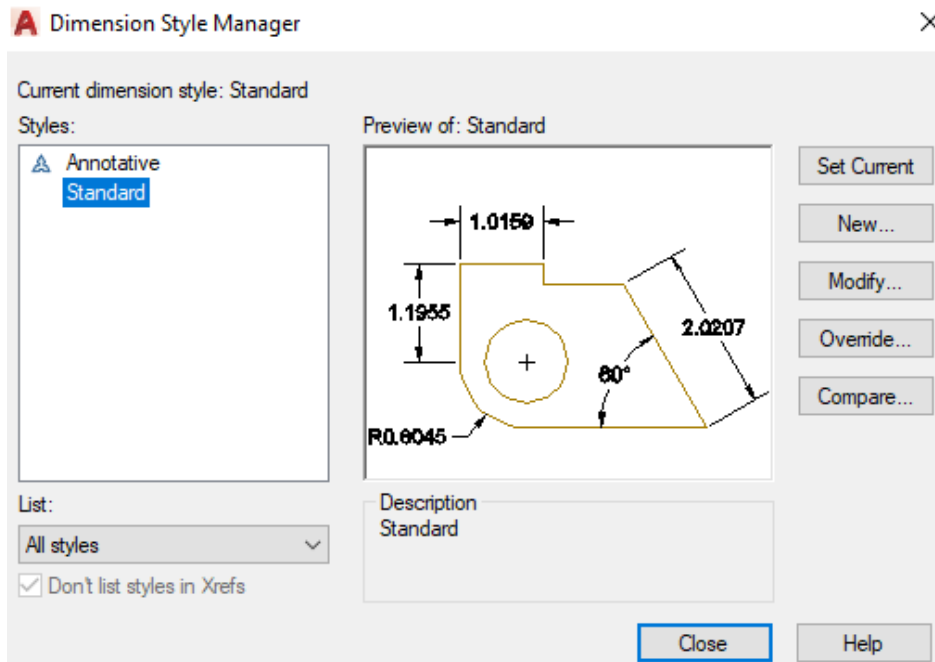 Dimension Style Manager
Current dimension style: Standard
Styles:
Annotative
Standard
List:
All styles
Don't list styles in Xrefs
Preview of: Standard
1.0159
1.1955
2.0207
60°
R0.8045
Description
Standard
Set Current
New...
Modify...
Override...
Compare...
Close
Help